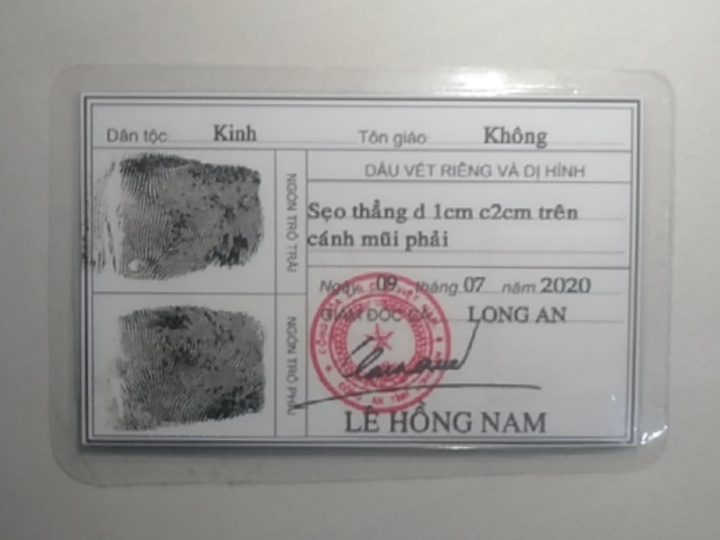 Dân tộc: Kinh Tôn giáo: Không
DẤU VẾT RIÊNG VÀ DỊ HÌNH
NGÓN TRỎ TRÁI
Sẹo thẳng d 1cm c2cm trên
cánh mũi phải
Ngày 09 tháng 07 năm 2020
GIÁM ĐỐC CA LONG AN
NGÓN TRỎ PHẢI
LÊ HỒNG NAM